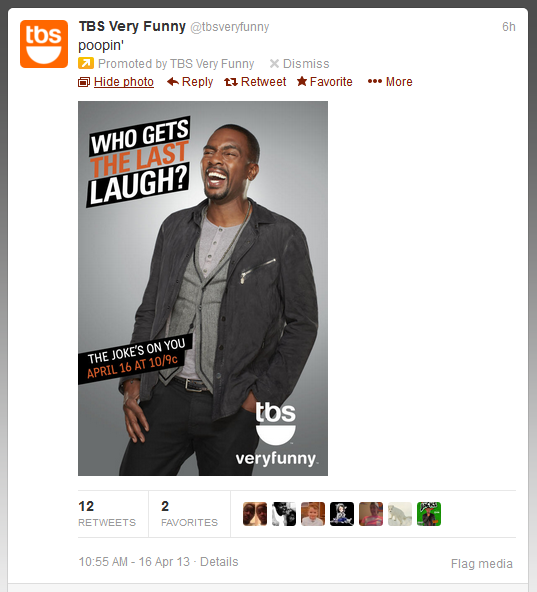 tbs
TBS Very Funny @tbsveryfunny 6h
poopin'
Promoted by TBS Very Funny Dismiss
Hide photo Reply Retweet Favorite More
WHO GETS
THE LAST
LAUGH?
THE JOKE'S ON YOU
APRIL 16 AT 10/9c
tbs
veryfunny
12 2
RETWEETS FAVORITES
10:55 AM - 16 Apr 13 · Details Flag media